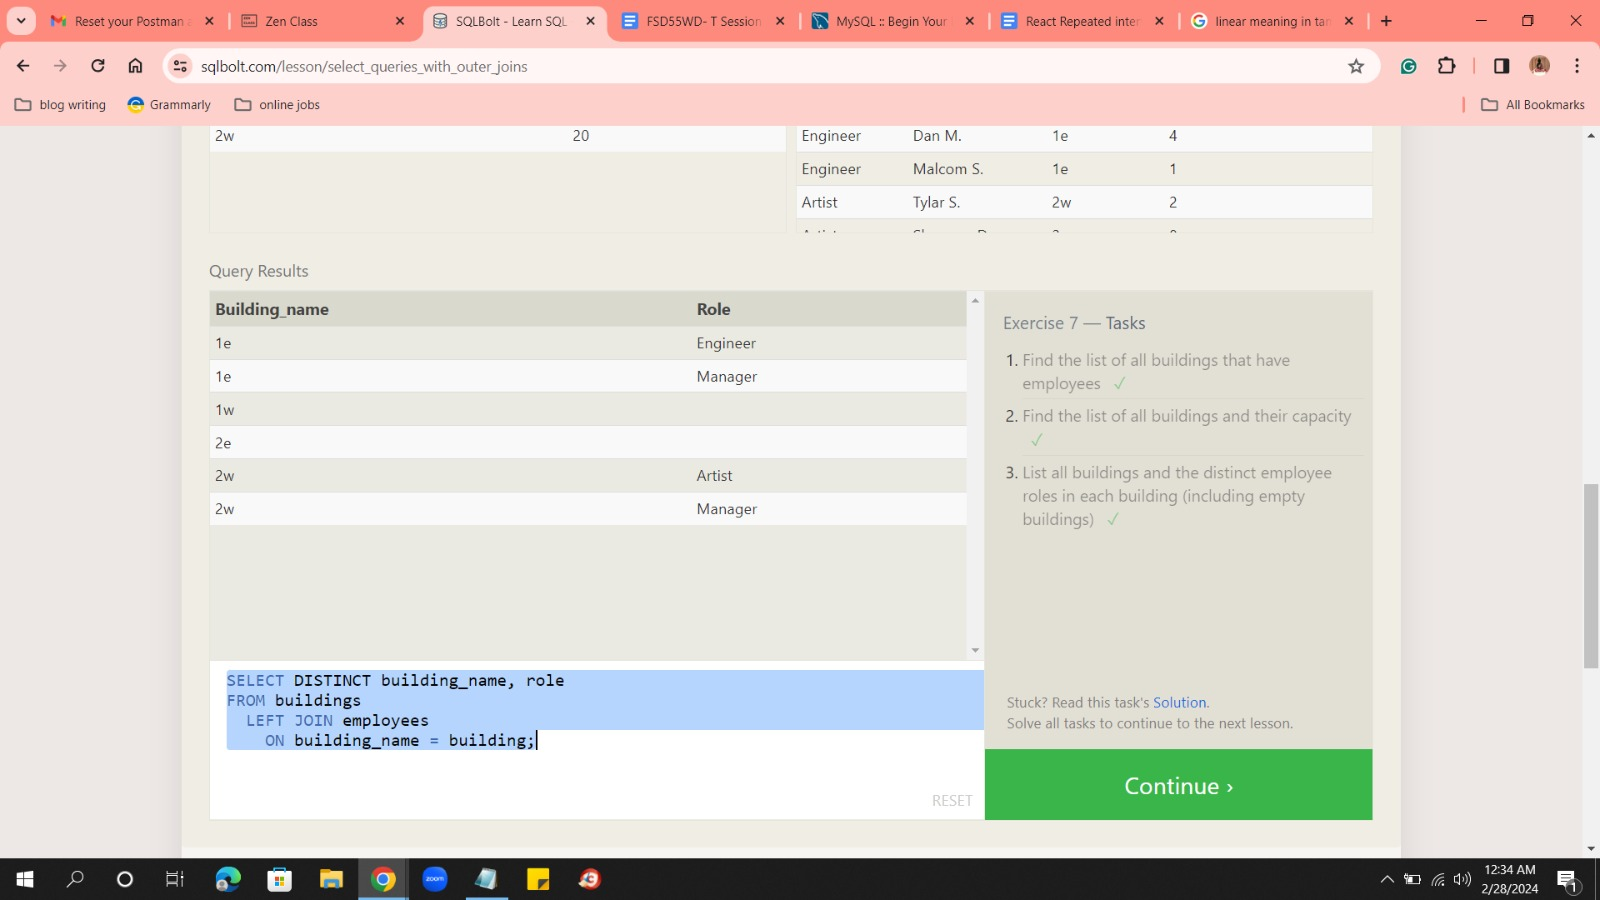 Reset your Postman
Zen Class
SQLBolt - Learn SQL
FSD55WD- T Session
MySQL :: Begin Your
React Repeated inter
linear meaning in tar
sqlbolt.com/lesson/select_queries_with_outer_joins
blog writing
Grammarly
online jobs
All Bookmarks
2w 20
Engineer Dan M. 1e 4
Engineer Malcom S. 1e 1
Artist Tylar S. 2w 2
Query Results
Building_name Role
1e Engineer
1e Manager
1w
2e
2w Artist
2w Manager
Exercise 7 — Tasks
1. Find the list of all buildings that have
employees ✓
2. Find the list of all buildings and their capacity
✓
3. List all buildings and the distinct employee
roles in each building (including empty
buildings) ✓
SELECT DISTINCT building_name, role
FROM buildings
LEFT JOIN employees
ON building_name = building;
RESET
Stuck? Read this task's Solution.
Solve all tasks to continue to the next lesson.
Continue ›
zoom
12:34 AM
2/28/2024
1